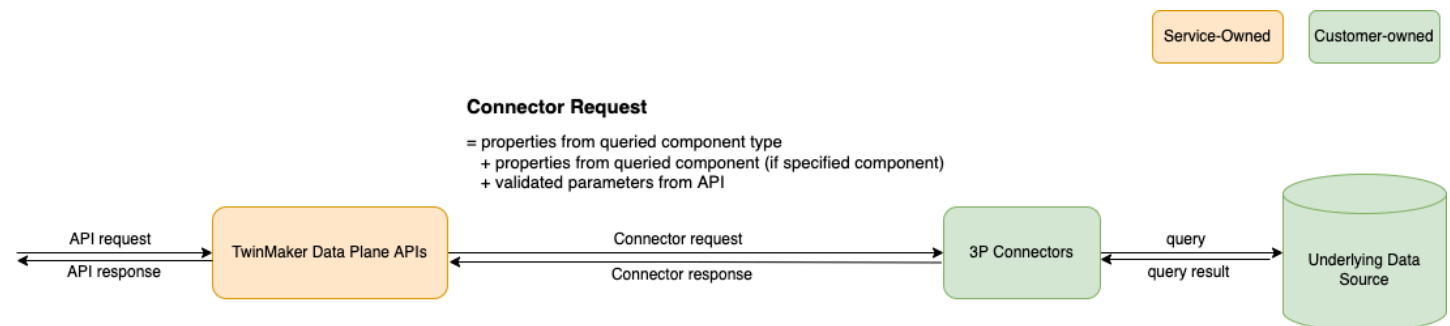 Service-Owned
Customer-owned
Connector Request
= properties from queried component type
+ properties from queried component (if specified component)
+ validated parameters from API
API request
API response
TwinMaker Data Plane APIs
Connector request
Connector response
3P Connectors
query
query result
Underlying Data
Source